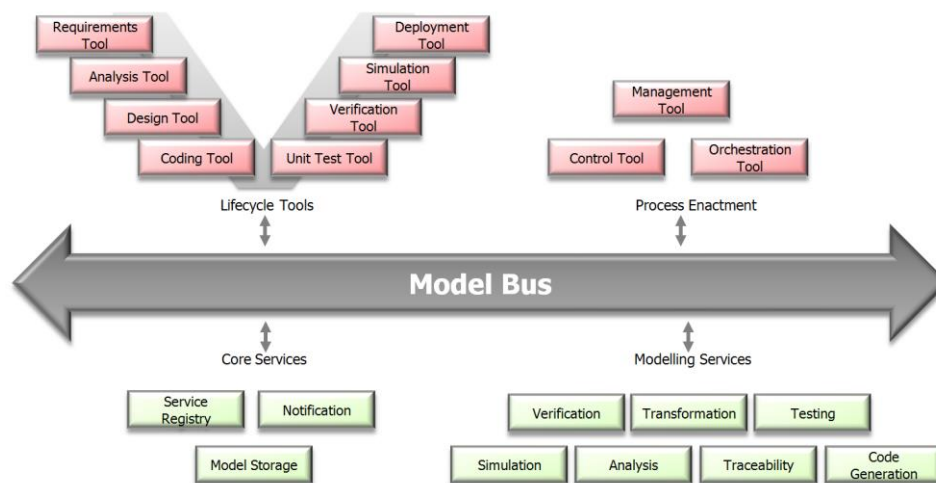 Requirements
Tool
Deployment
Tool
Analysis Tool
Simulation
Tool
Design Tool
Verification
Tool
Coding Tool
Unit Test Tool
Lifecycle Tools
Management
Tool
Control Tool
Orchestration
Tool
Process Enactment
Model Bus
Core Services
Service
Registry
Notification
Model Storage
Modelling Services
Verification
Transformation
Testing
Simulation
Analysis
Traceability
Code
Generation